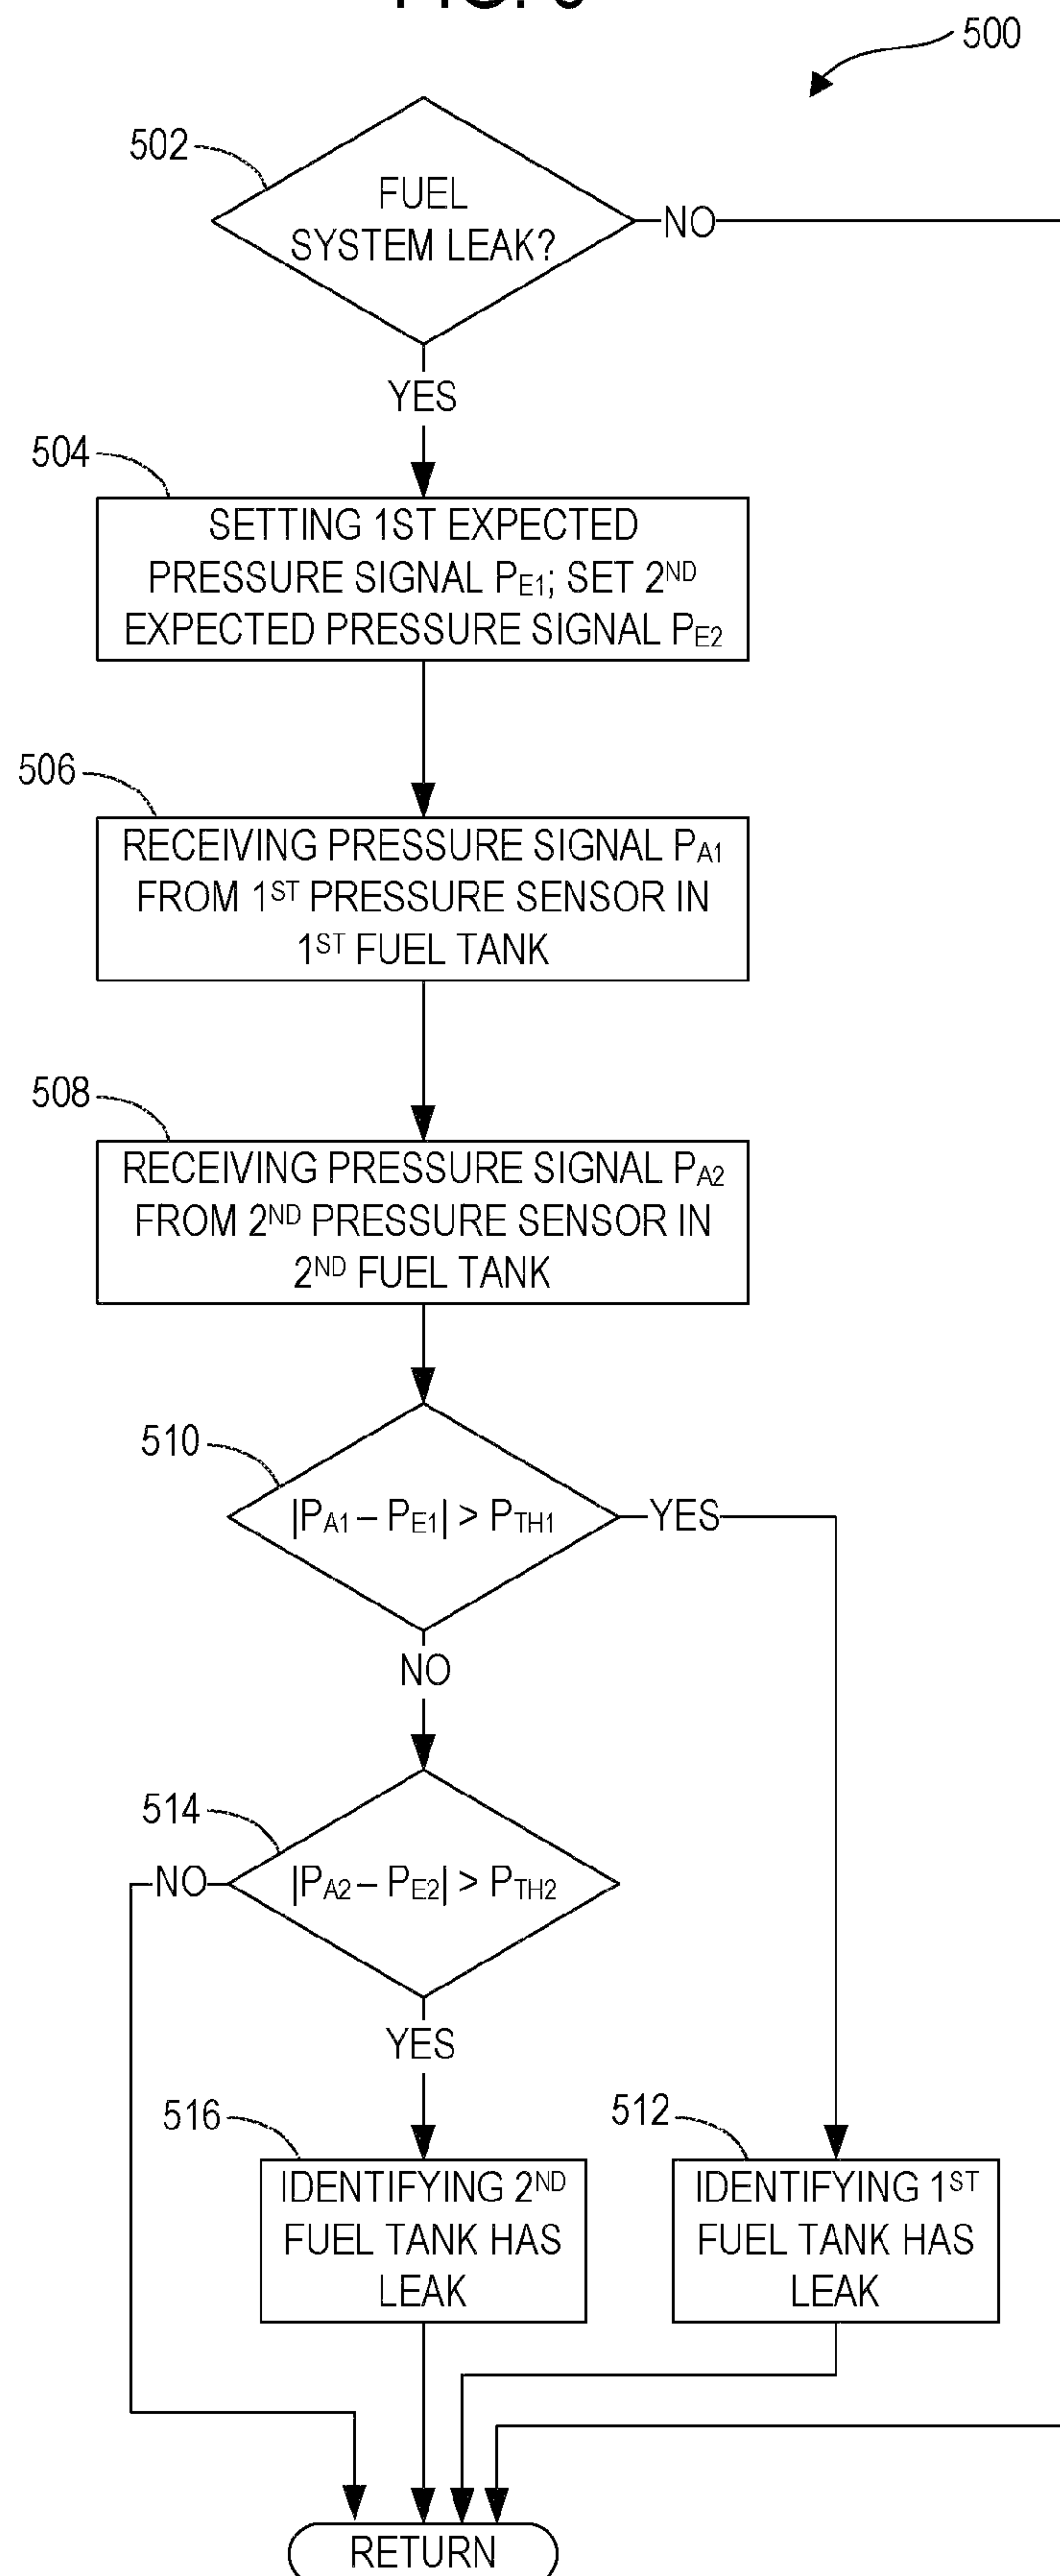 500
502
FUEL
SYSTEM LEAK?
NO
YES
504
SETTING 1ST EXPECTED
PRESSURE SIGNAL PE1; SET 2ND
EXPECTED PRESSURE SIGNAL PE2
506
RECEIVING PRESSURE SIGNAL PA1
FROM 1ST PRESSURE SENSOR IN
1ST FUEL TANK
508
RECEIVING PRESSURE SIGNAL PA2
FROM 2ND PRESSURE SENSOR IN
2ND FUEL TANK
510
|PA1 – PE1| > PTH1
YES
NO
514
NO
|PA2 – PE2| > PTH2
YES
516
512
IDENTIFYING 2ND
FUEL TANK HAS
LEAK
IDENTIFYING 1ST
FUEL TANK HAS
LEAK
RETURN